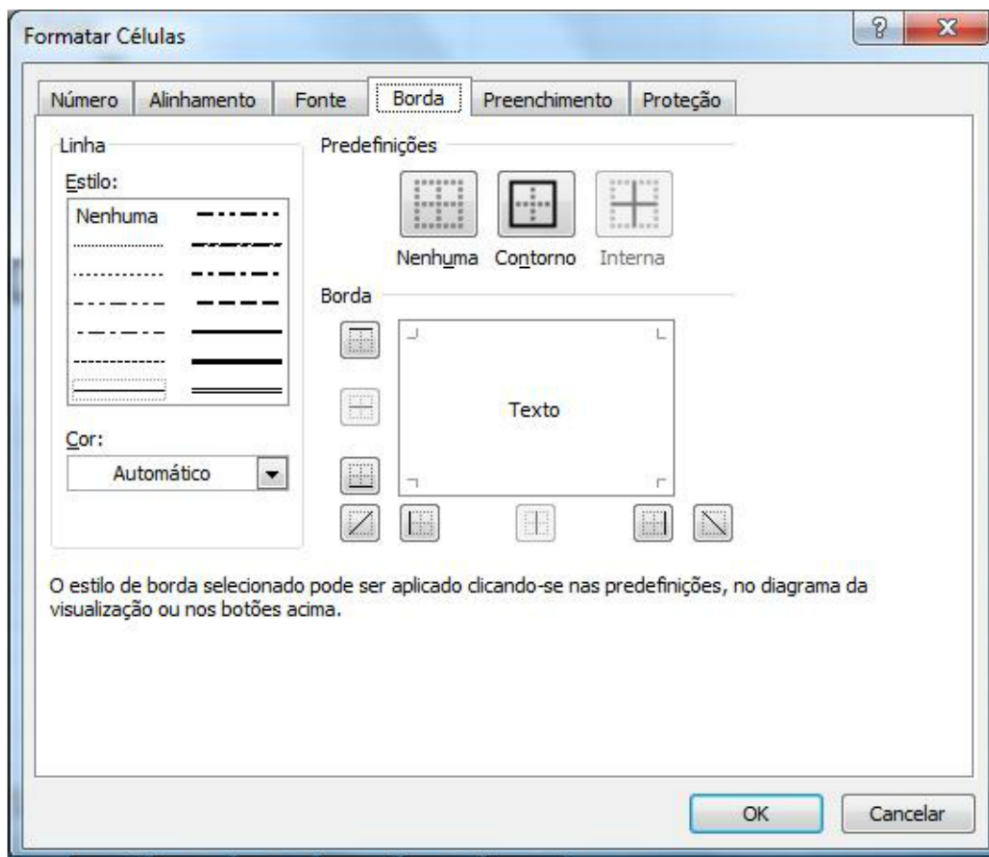 Formatar Células
Número Alinhamento Fonte Borda Preenchimento Proteção
Linha
Estilo:
Nenhuma
Cor:
Automático
Predefinições
Nenhuma Contorno Interna
Borda
Texto
O estilo de borda selecionado pode ser aplicado clicando-se nas predefinições, no diagrama da
visualização ou nos botões acima.
OK Cancelar